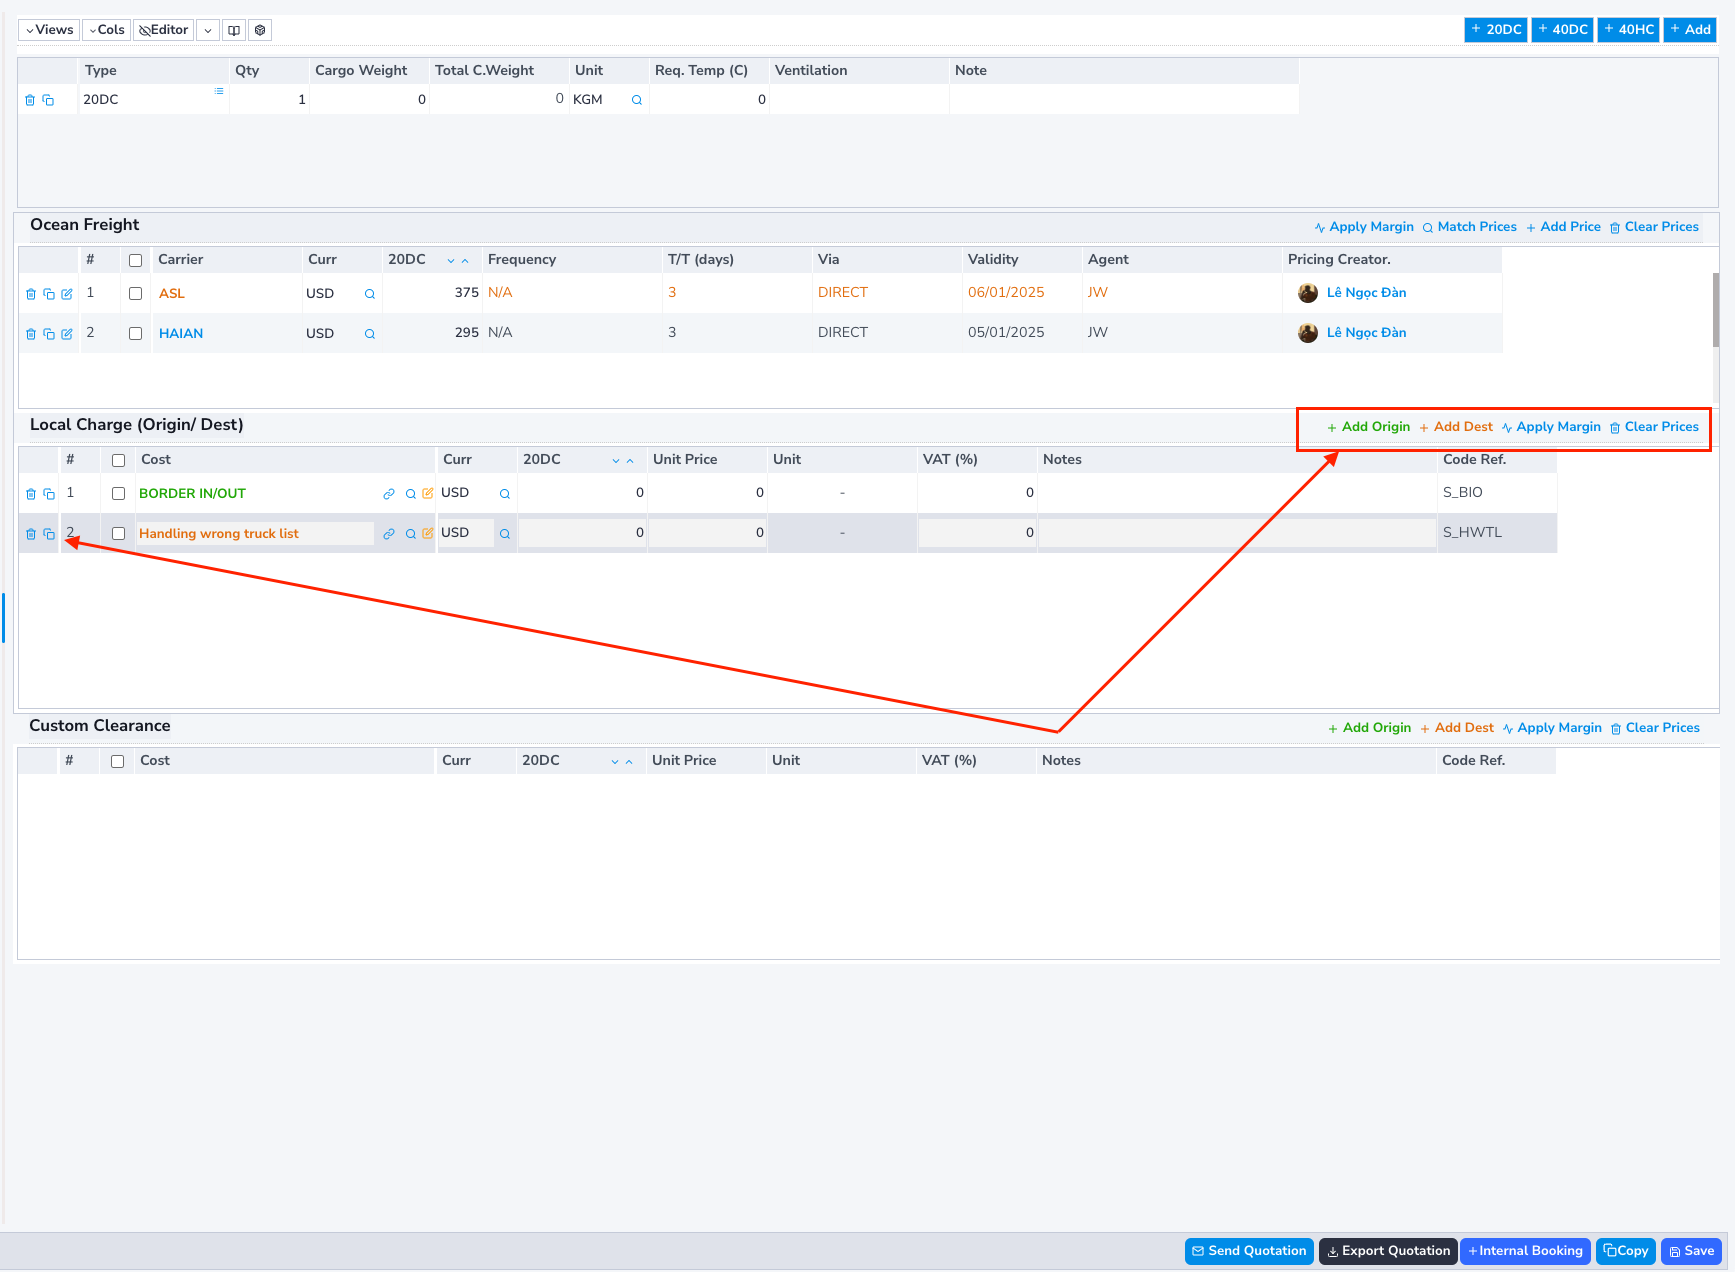 Views Cols Editor + 20DC + 40DC + 40HC + Add
Type Qty Cargo Weight Total C.Weight Unit Req. Temp (C) Ventilation Note
20DC 1 0 0 KGM 0
Ocean Freight Apply Margin Match Prices + Add Price Clear Prices
# Carrier Curr 20DC Frequency T/T (days) Via Validity Agent Pricing Creator.
1 ASL USD 375 N/A 3 DIRECT 06/01/2025 JW Lê Ngọc Đàn
2 HAIAN USD 295 N/A 3 DIRECT 05/01/2025 JW Lê Ngọc Đàn
Local Charge (Origin/ Dest) + Add Origin + Add Dest Apply Margin Clear Prices
# Cost Curr 20DC Unit Price Unit VAT (%) Notes Code Ref.
1 BORDER IN/OUT USD 0 0 - 0 S_BIO
2 Handling wrong truck list USD 0 0 - 0 S_HWTL
Custom Clearance + Add Origin + Add Dest Apply Margin Clear Prices
# Cost Curr 20DC Unit Price Unit VAT (%) Notes Code Ref.
Send Quotation Export Quotation +Internal Booking Copy Save